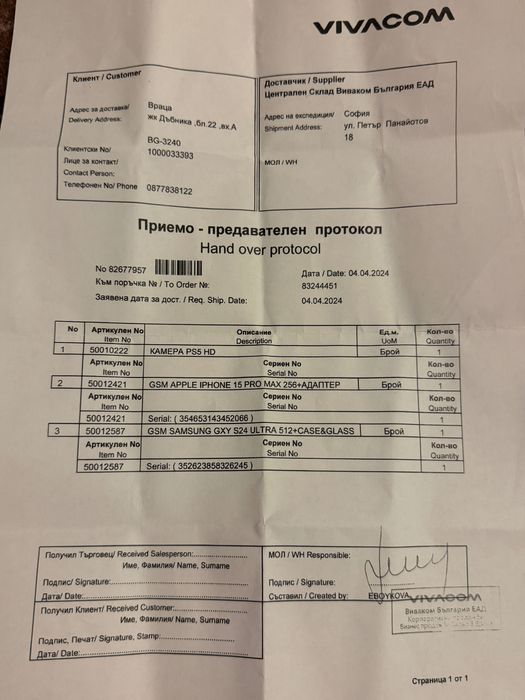 VIVACOM
Клиент / Customer
Адрес за доставка/ Враца
Delivery Address: жк Дъбника ,бл.22 ,вх А
BG-3240
Клиентски No/ 1000033393
Лице за контакт/
Contact Person:
Телефонен No/ Phone 0877838122
Доставчик / Supplier
Централен Склад Виваком България ЕАД
Адрес на експедиция/ София
Shipment Address: ул. Петър Панайотов
18
МОЛ / WH
Приемо - предавателен протокол
Hand over protocol
No 82677957
Дата / Date: 04.04.2024
Към поръчка № / To Order №: 83244451
Заявена дата за дост. / Req. Ship. Date: 04.04.2024
No Артикулен No Описание Ед.м. Кол-во
Item No Description UoM Quantity
1 50010222 КАМЕРА PS5 HD Брой 1
Артикулен No Сериен No Кол-во
Item No Serial No Quantity
2 50012421 GSM APPLE IPHONE 15 PRO MAX 256+АДАПТЕР Брой 1
Артикулен No Сериен No Кол-во
Item No Serial No Quantity
50012421 Serial: ( 354653143452066 ) 1
3 50012587 GSM SAMSUNG GXY S24 ULTRA 512+CASE&GLASS Брой 1
Артикулен No Сериен No Кол-во
Item No Serial No Quantity
50012587 Serial: ( 352623858326245 ) 1
Получил Търговец/ Received Salesperson:
Име, Фамилия/ Name, Surname
Подпис/ Signature:
Дата/ Date:
МОЛ / WH Responsible:
Подпис / Signature:
Съставил / Created by: EBOYKOVA
Получил Клиент/ Received Customer:
Име, Фамилия/ Name, Surname
Подпис, Печат/ Signature, Stamp:
Дата/ Date:
VIVACOM
Виваком България ЕАД
Страница 1 от 1